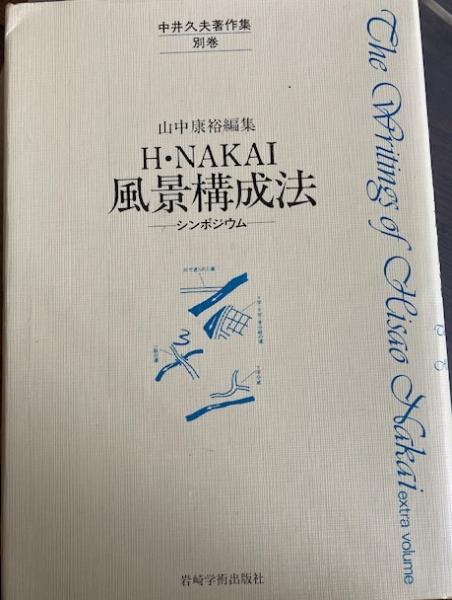 中井久夫著作集
別巻
山中康裕編集
H·NAKAI
風景構成法
シンポジウム
The Writings of Hisao Nakai extra volume
岩崎学術出版社